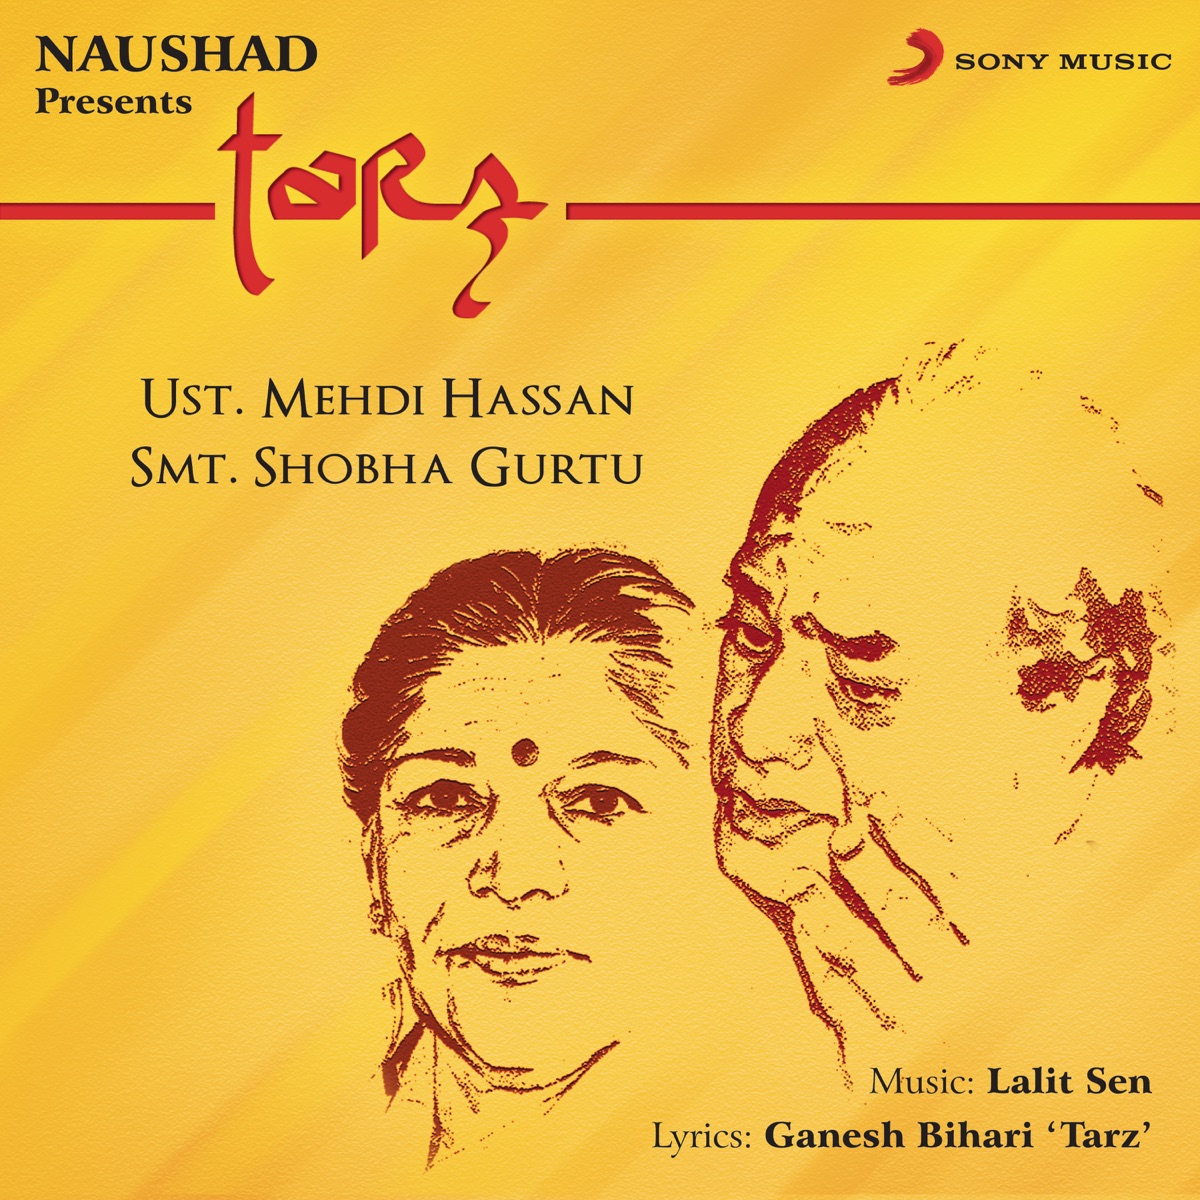 NAUSHAD
Presents
SONY MUSIC
tarz
UST. MEHDI HASSAN
SMT. SHOBHA GURTU
Music: Lalit Sen
Lyrics: Ganesh Bihari ‘Tarz’